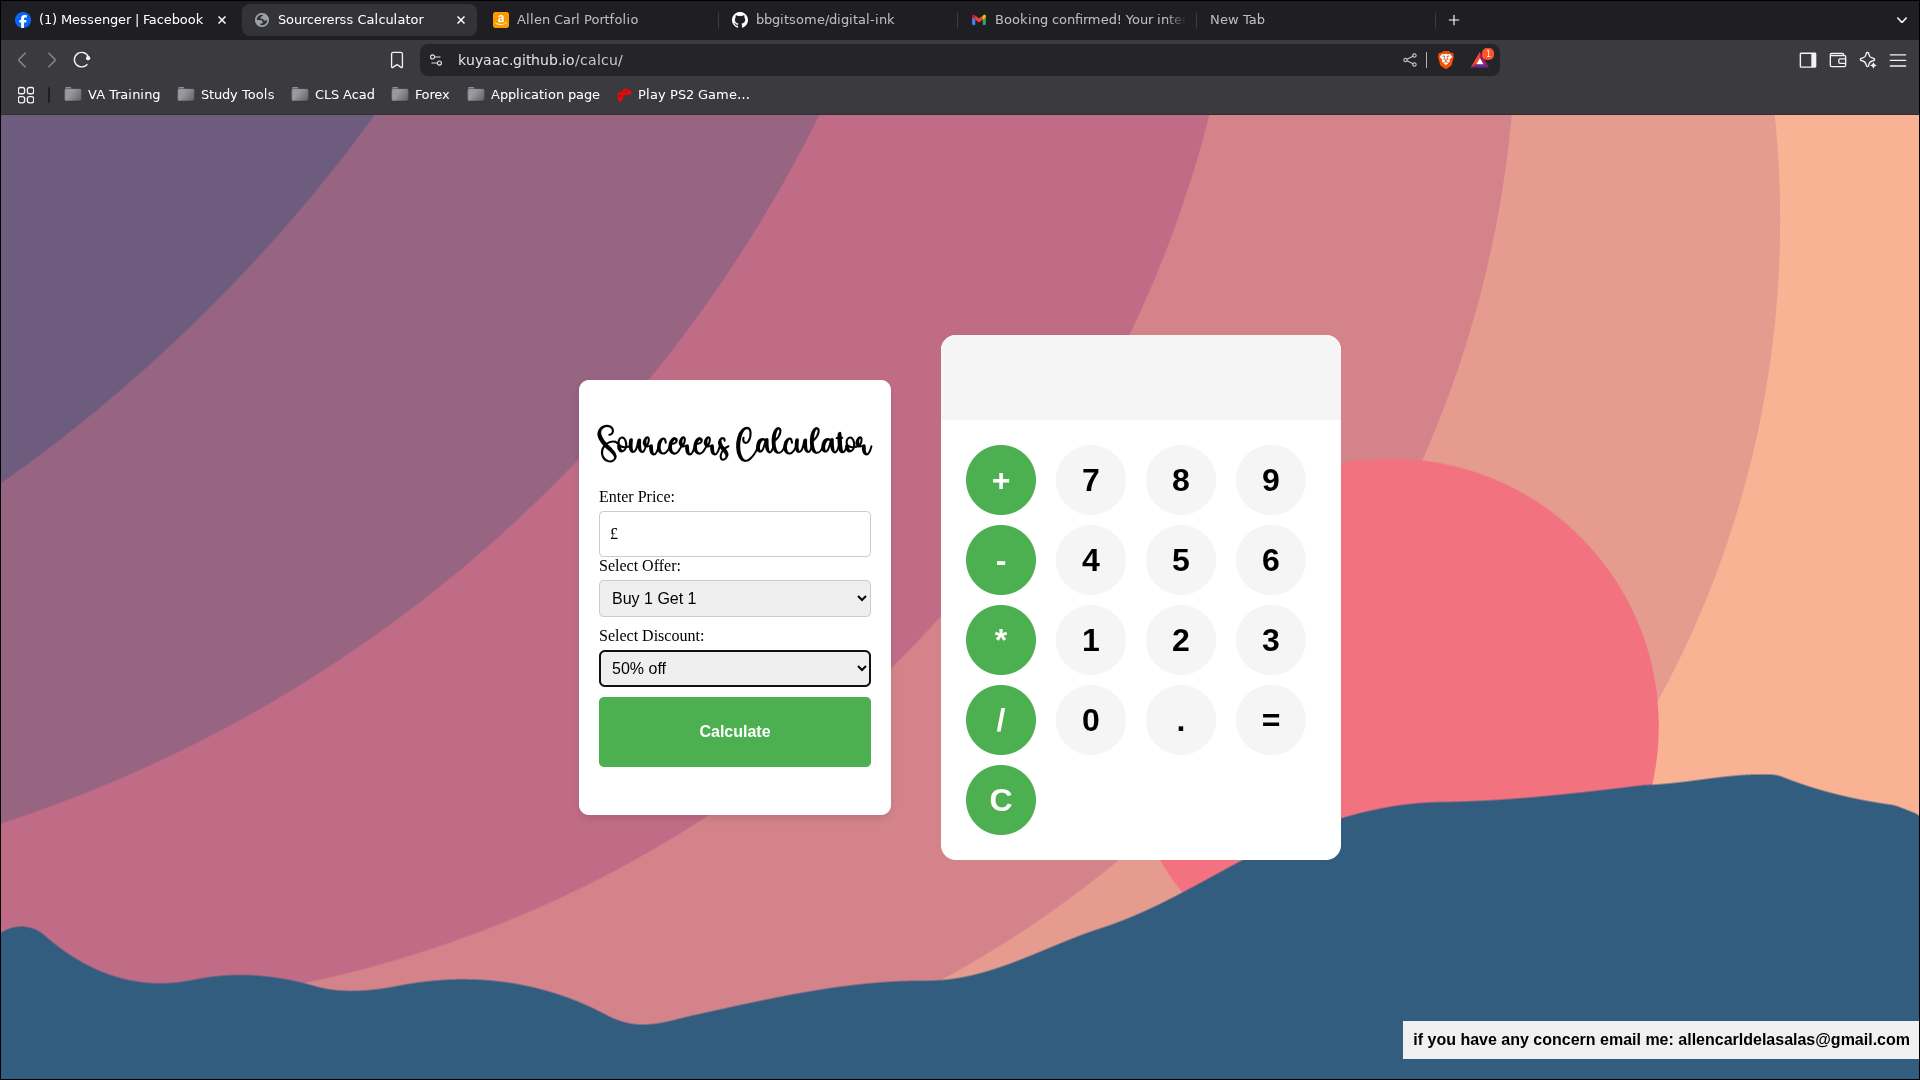 (1) Messenger | Facebook
Sourcererss Calculator
Allen Carl Portfolio
bbgitsome/digital-ink
Booking confirmed! Your inte
New Tab
kuyaac.github.io/calcu/
1
VA Training
Study Tools
CLS Acad
Forex
Application page
Play PS2 Game...
Sourcerers Calculator
Enter Price:
£
Select Offer:
Buy 1 Get 1
Select Discount:
50% off
Calculate
+ 7 8 9
- 4 5 6
* 1 2 3
/ 0 . =
C
if you have any concern email me: allencarldelasalas@gmail.com